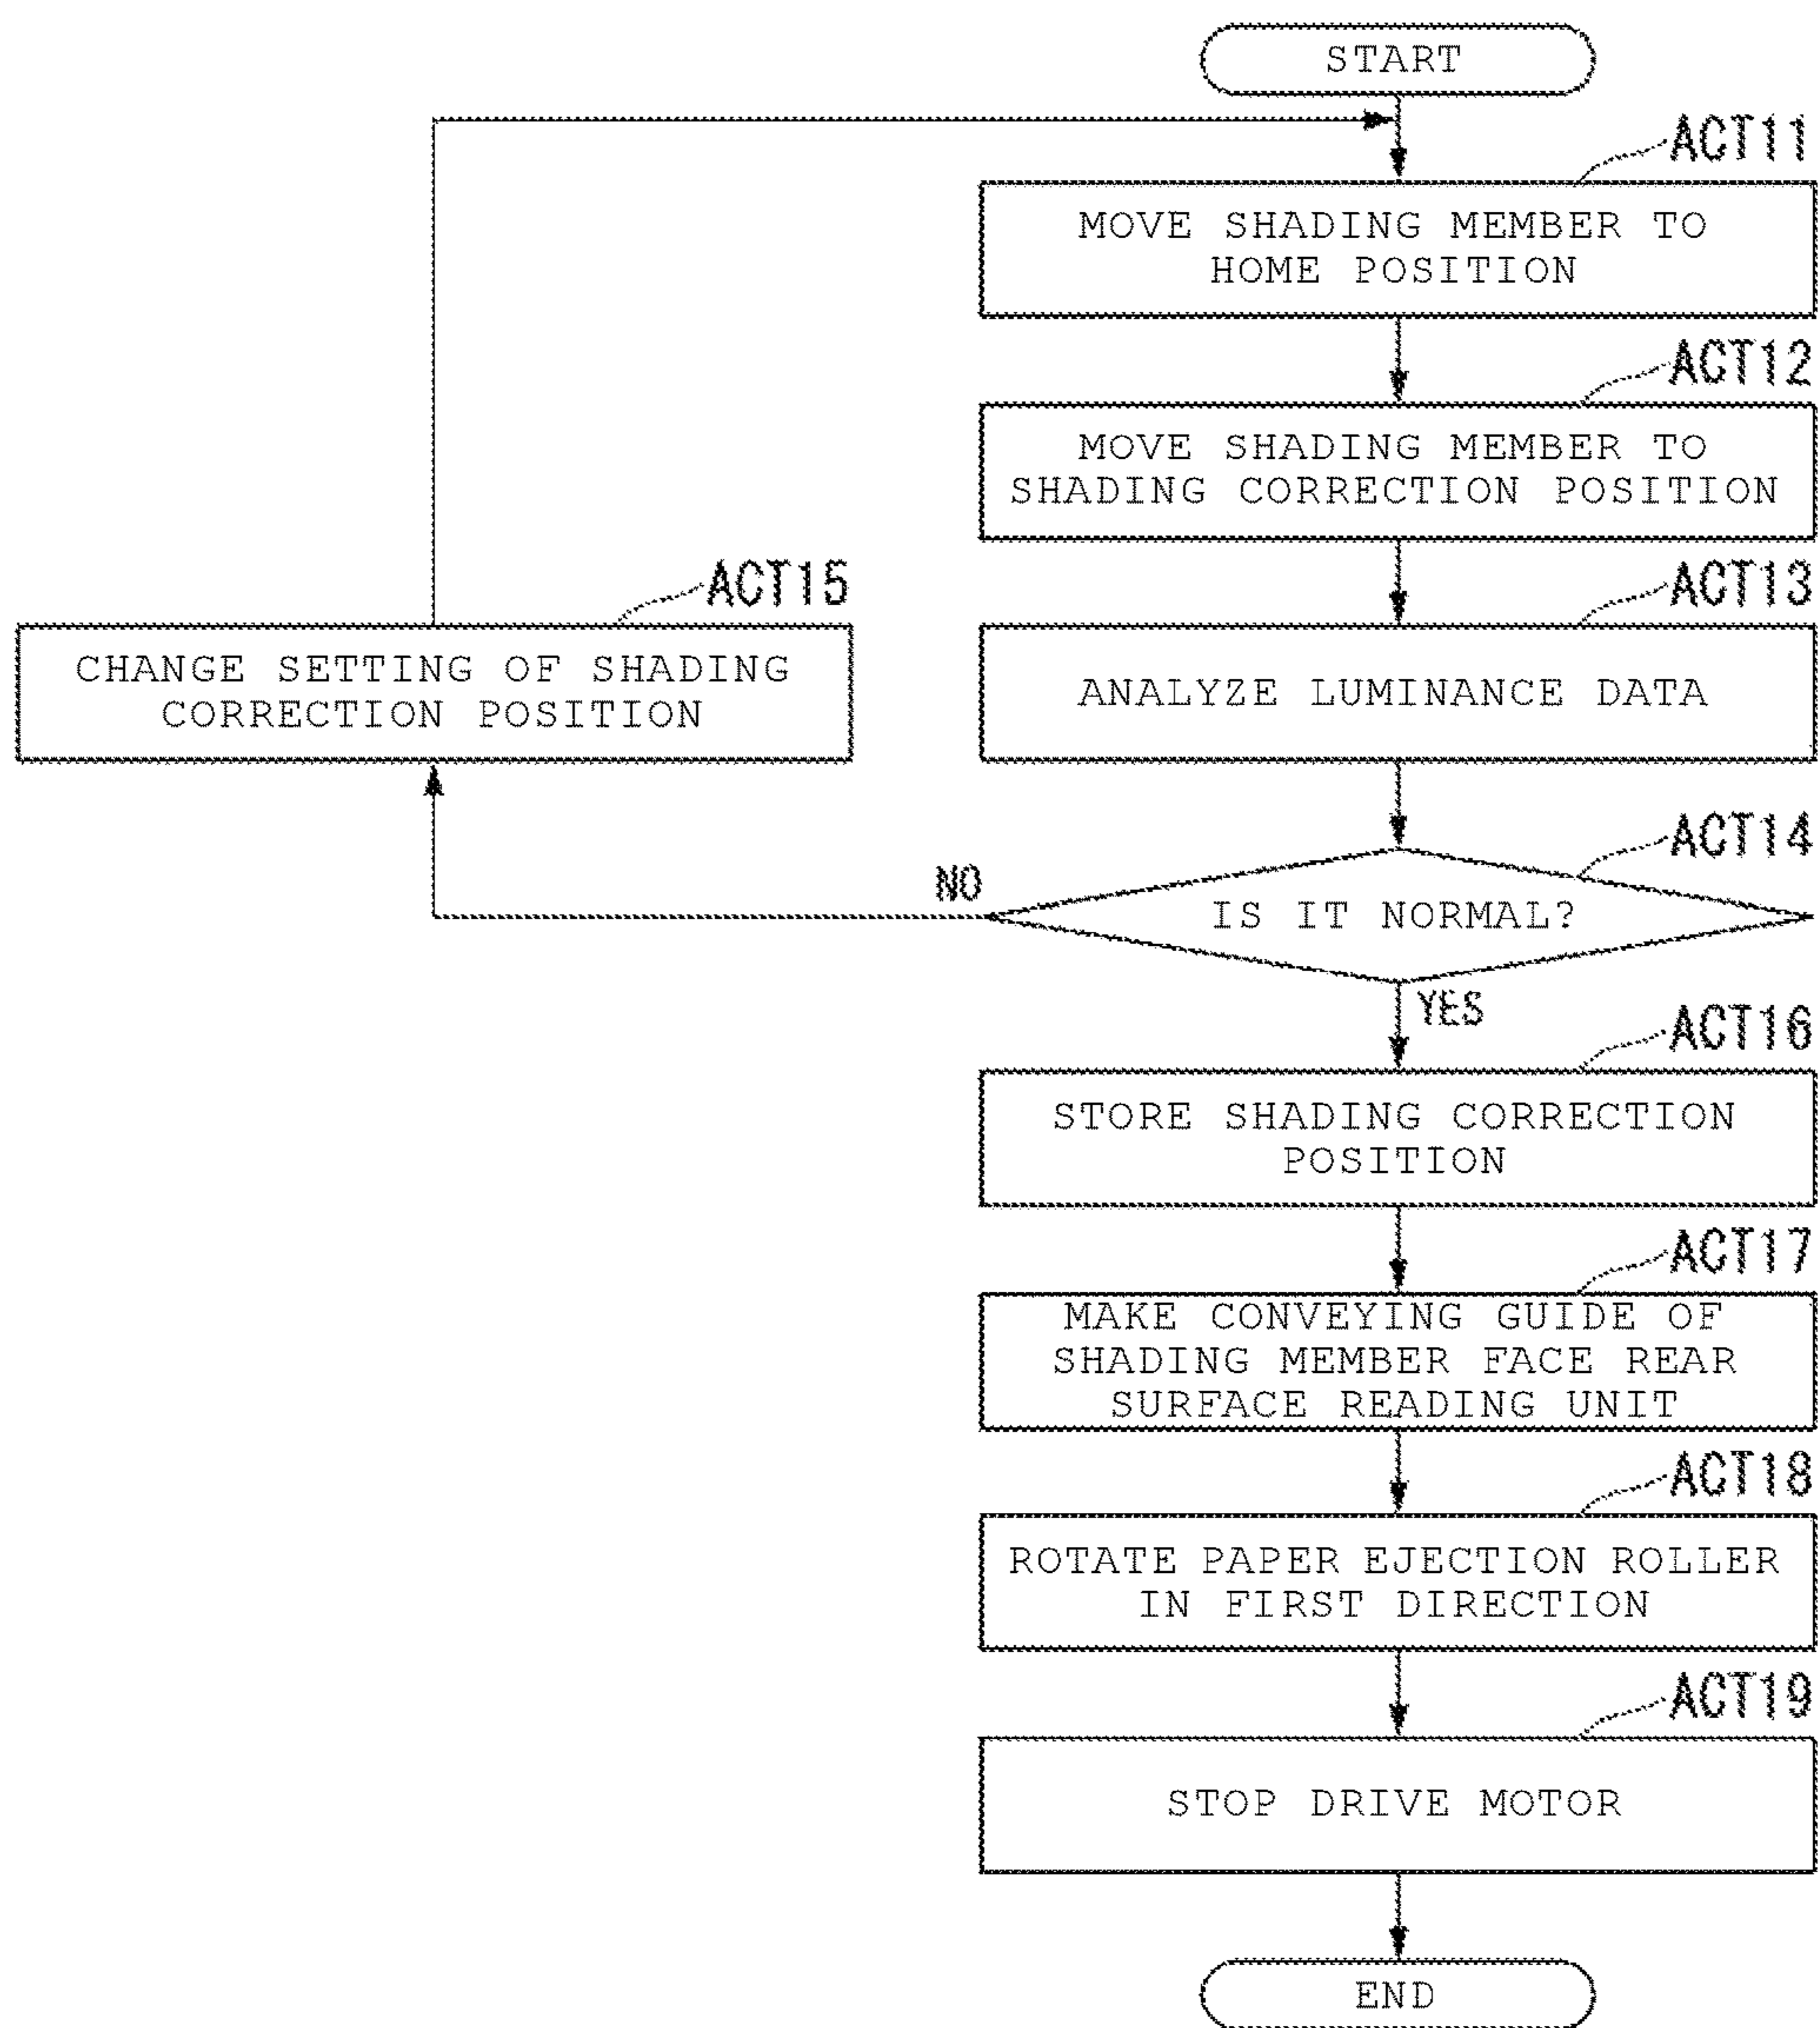 START
ACT11
MOVE SHADING MEMBER TO
HOME POSITION
ACT12
MOVE SHADING MEMBER TO
SHADING CORRECTION POSITION
ACT15
CHANGE SETTING OF SHADING
CORRECTION POSITION
ACT13
ANALYZE LUMINANCE DATA
ACT14
NO
IS IT NORMAL?
YES
ACT16
STORE SHADING CORRECTION
POSITION
ACT17
MAKE CONVEYING GUIDE OF
SHADING MEMBER FACE REAR
SURFACE READING UNIT
ACT18
ROTATE PAPER EJECTION ROLLER
IN FIRST DIRECTION
ACT19
STOP DRIVE MOTOR
END